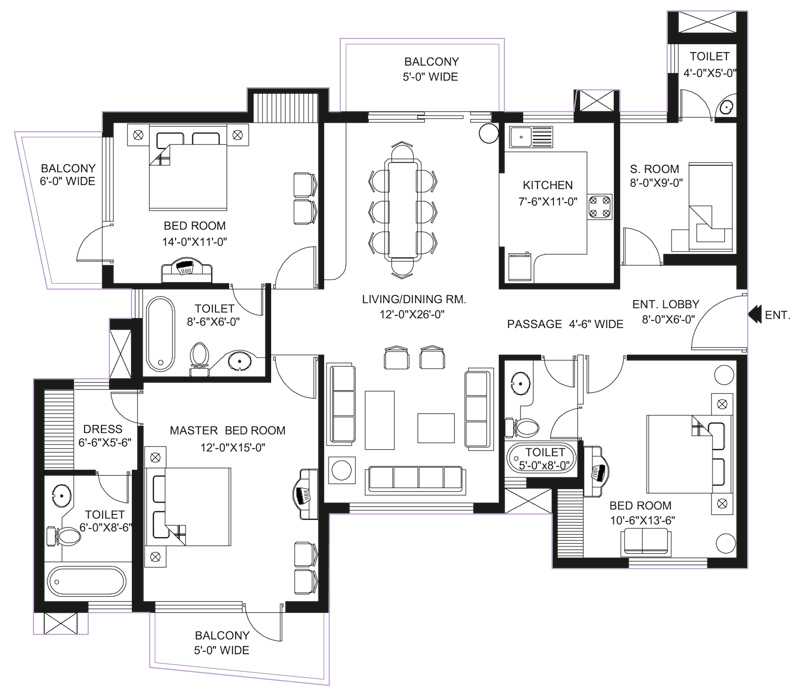 BALCONY
5'-0" WIDE
TOILET
4'-0"X5'-0"
BALCONY
6'-0" WIDE
KITCHEN
7'-6"X11'-0"
S. ROOM
8'-0"X9'-0"
BED ROOM
14'-0"X11'-0"
TOILET
8'-6"X6'-0"
LIVING/DINING RM.
12'-0"X26'-0"
PASSAGE 4'-6" WIDE
ENT. LOBBY
8'-0"X6'-0"
ENT.
DRESS
6'-6"X5'-6"
MASTER BED ROOM
12'-0"X15'-0"
TOILET
5'-0"x8'-0"
TOILET
6'-0"X8'-6"
BED ROOM
10'-6"X13'-6"
BALCONY
5'-0" WIDE